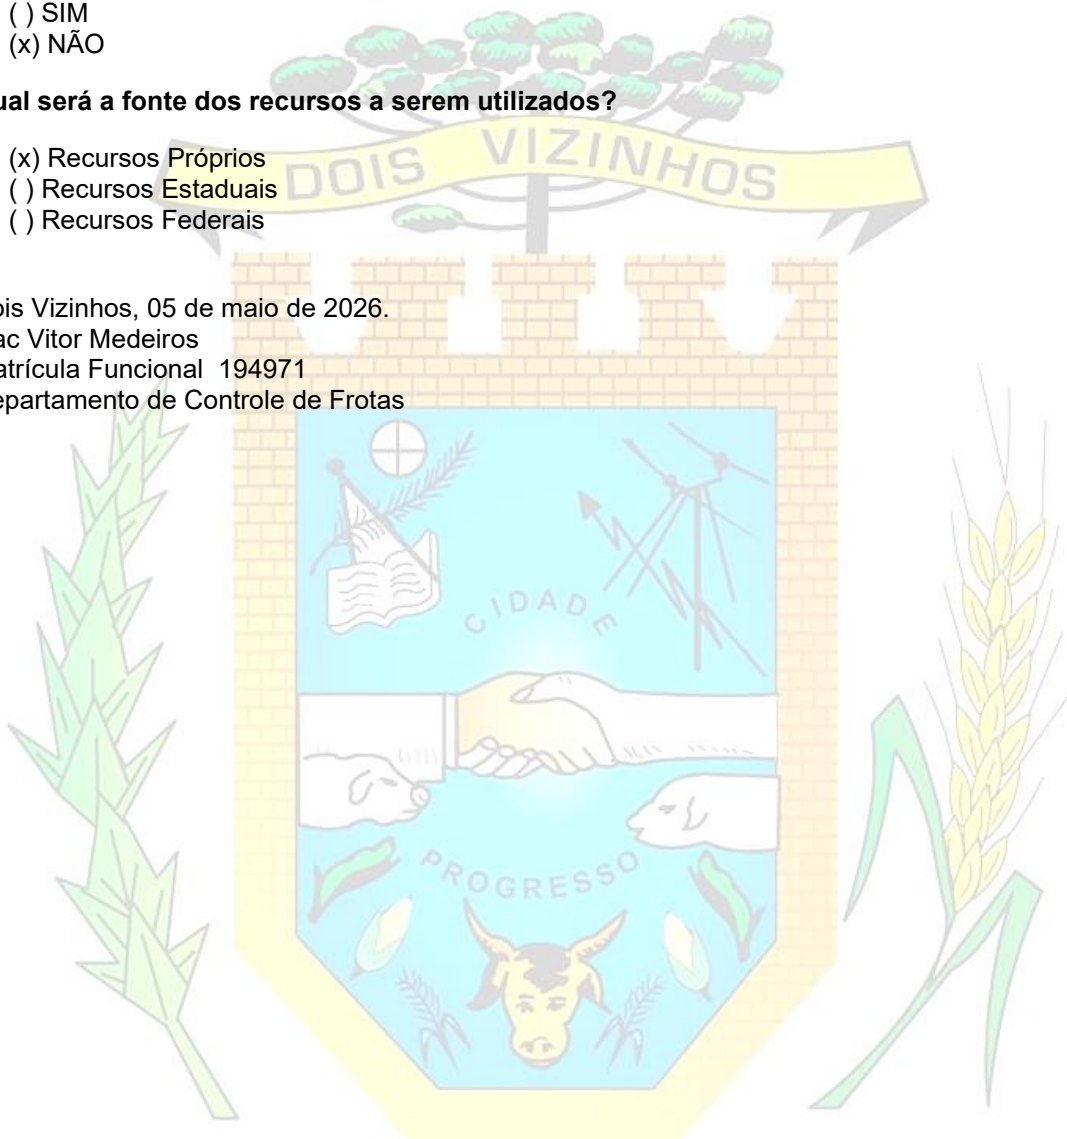 ( ) SIM
(x) NÃO
ual será a fonte dos recursos a serem utilizados?
(x) Recursos Próprios
( ) Recursos Estaduais
( ) Recursos Federais
ois Vizinhos, 05 de maio de 2026.
ac Vitor Medeiros
atrícula Funcional 194971
epartamento de Controle de Frotas
DOIS VIZINHOS
CIDADE
PROGRESSO